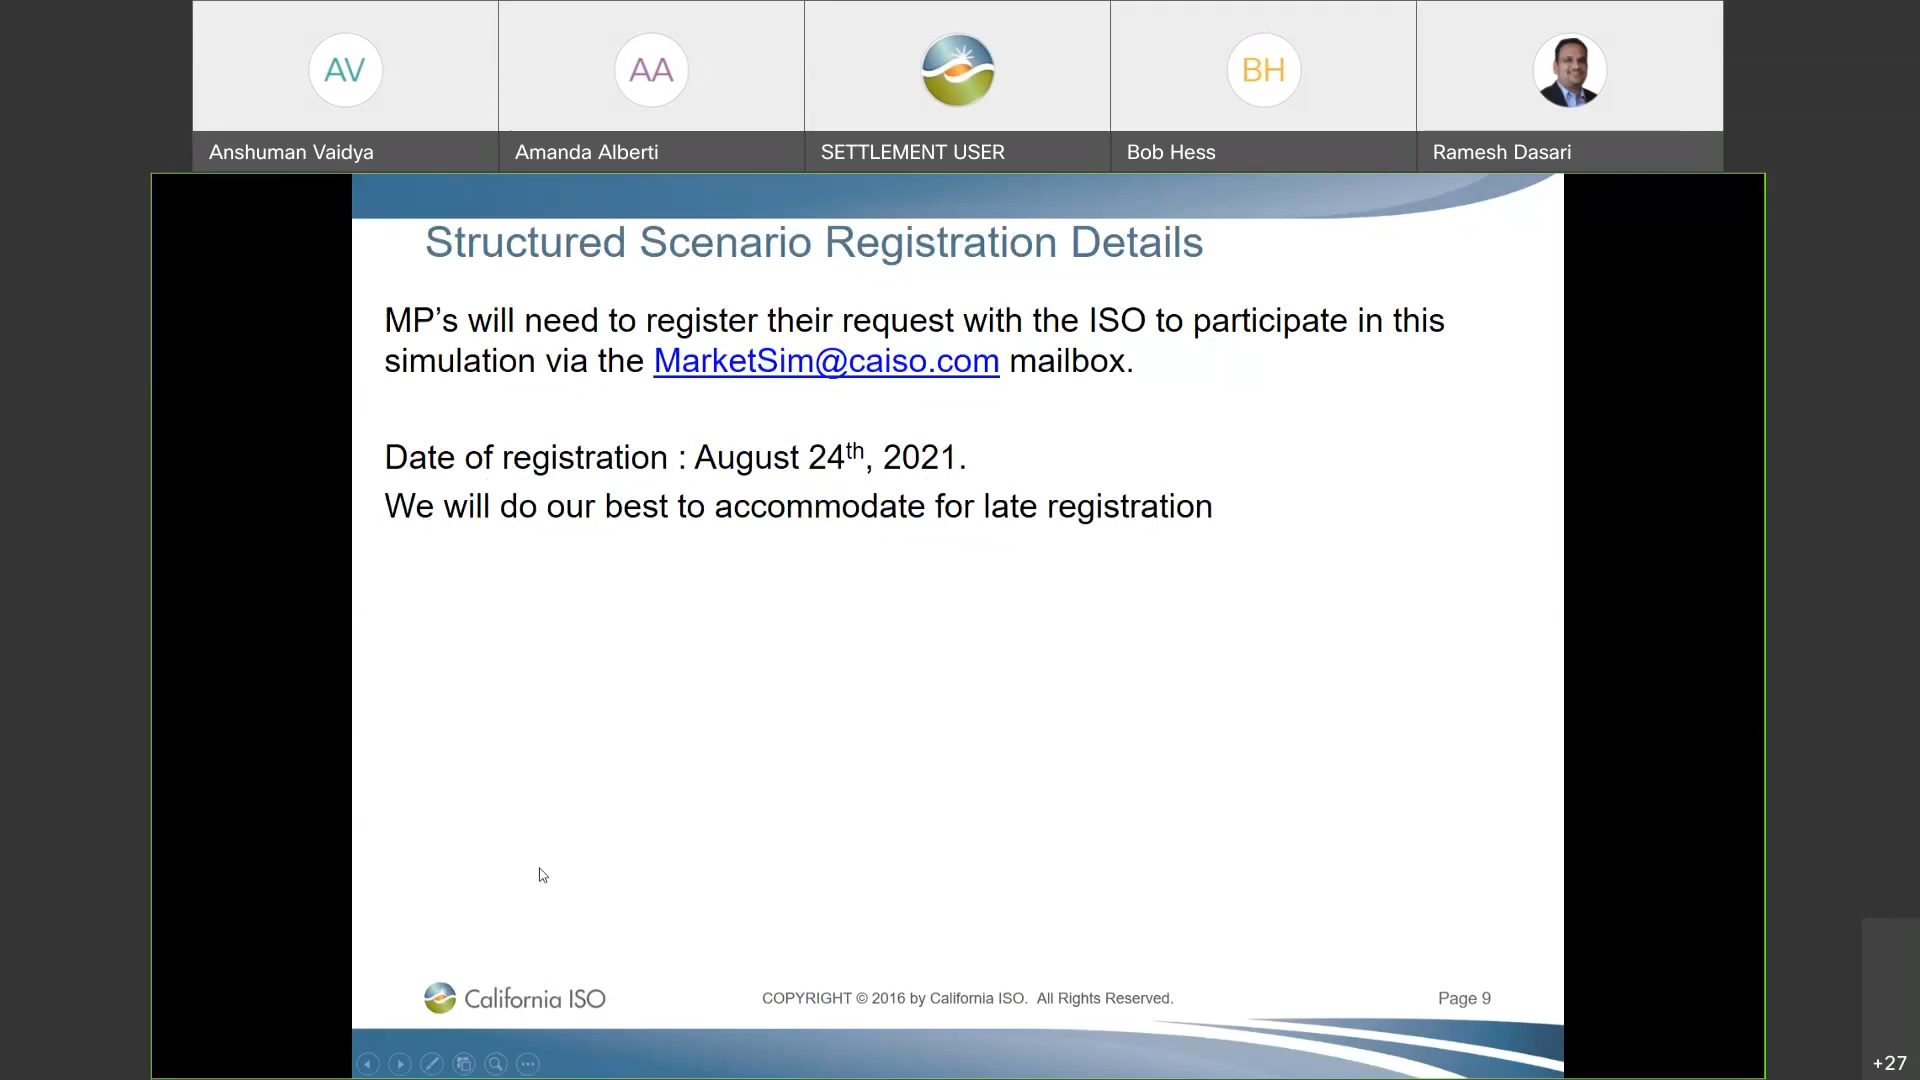 AV
AA
BH
Anshuman Vaidya
Amanda Alberti
SETTLEMENT USER
Bob Hess
Ramesh Dasari
Structured Scenario Registration Details
MP’s will need to register their request with the ISO to participate in this
simulation via the MarketSim@caiso.com mailbox.
Date of registration : August 24th, 2021.
We will do our best to accommodate for late registration
California ISO
COPYRIGHT © 2016 by California ISO. All Rights Reserved.
Page 9
+27